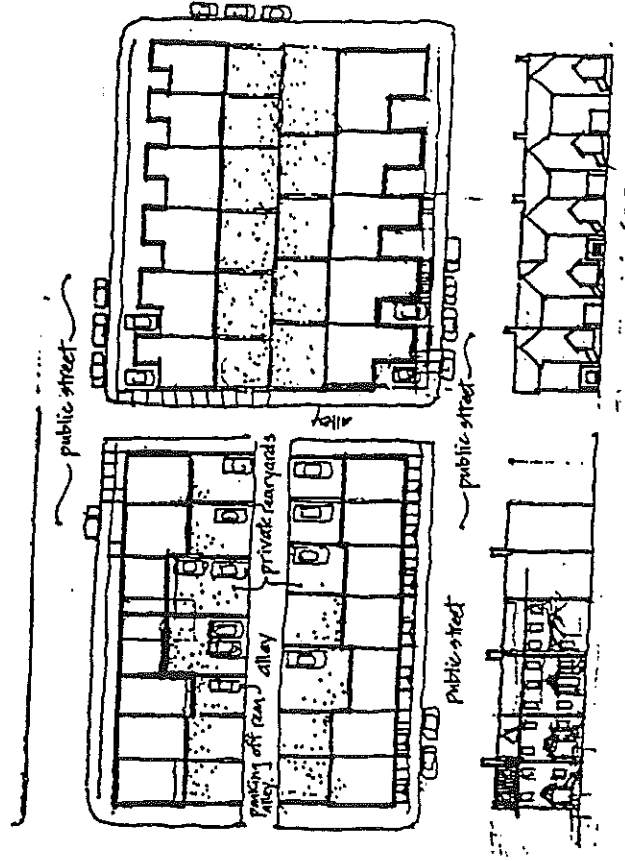 public street
alley
public street
private rearyards
alley
parking off rear
alley.
public street